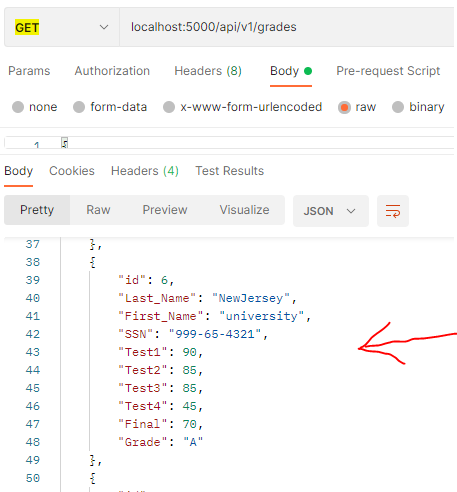 GET localhost:5000/api/v1/grades
Params Authorization Headers (8) Body Pre-request Script
none form-data x-www-form-urlencoded raw binary
1 {
Body Cookies Headers (4) Test Results
Pretty Raw Preview Visualize JSON
37 },
38 {
39 "id": 6,
40 "Last_Name": "NewJersey",
41 "First_Name": "university",
42 "SSN": "999-65-4321",
43 "Test1": 90,
44 "Test2": 85,
45 "Test3": 85,
46 "Test4": 45,
47 "Final": 70,
48 "Grade": "A"
49 },
50 {